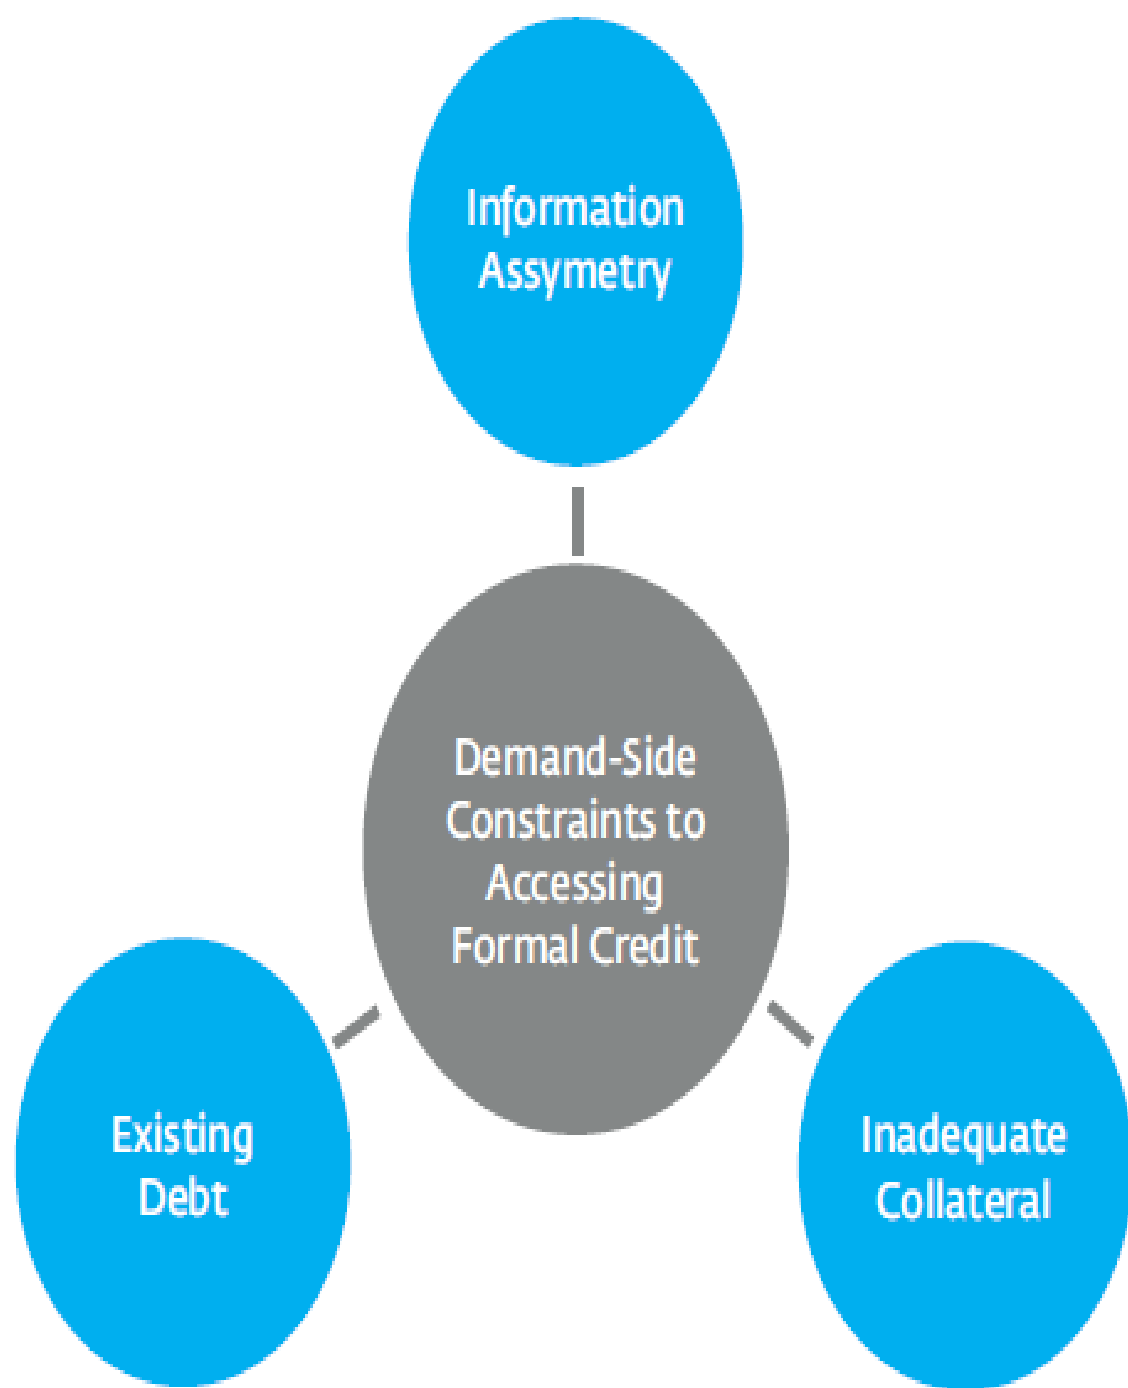 Information
Assymetry
Demand-Side
Constraints to
Accessing
Formal Credit
Existing
Debt
Inadequate
Collateral